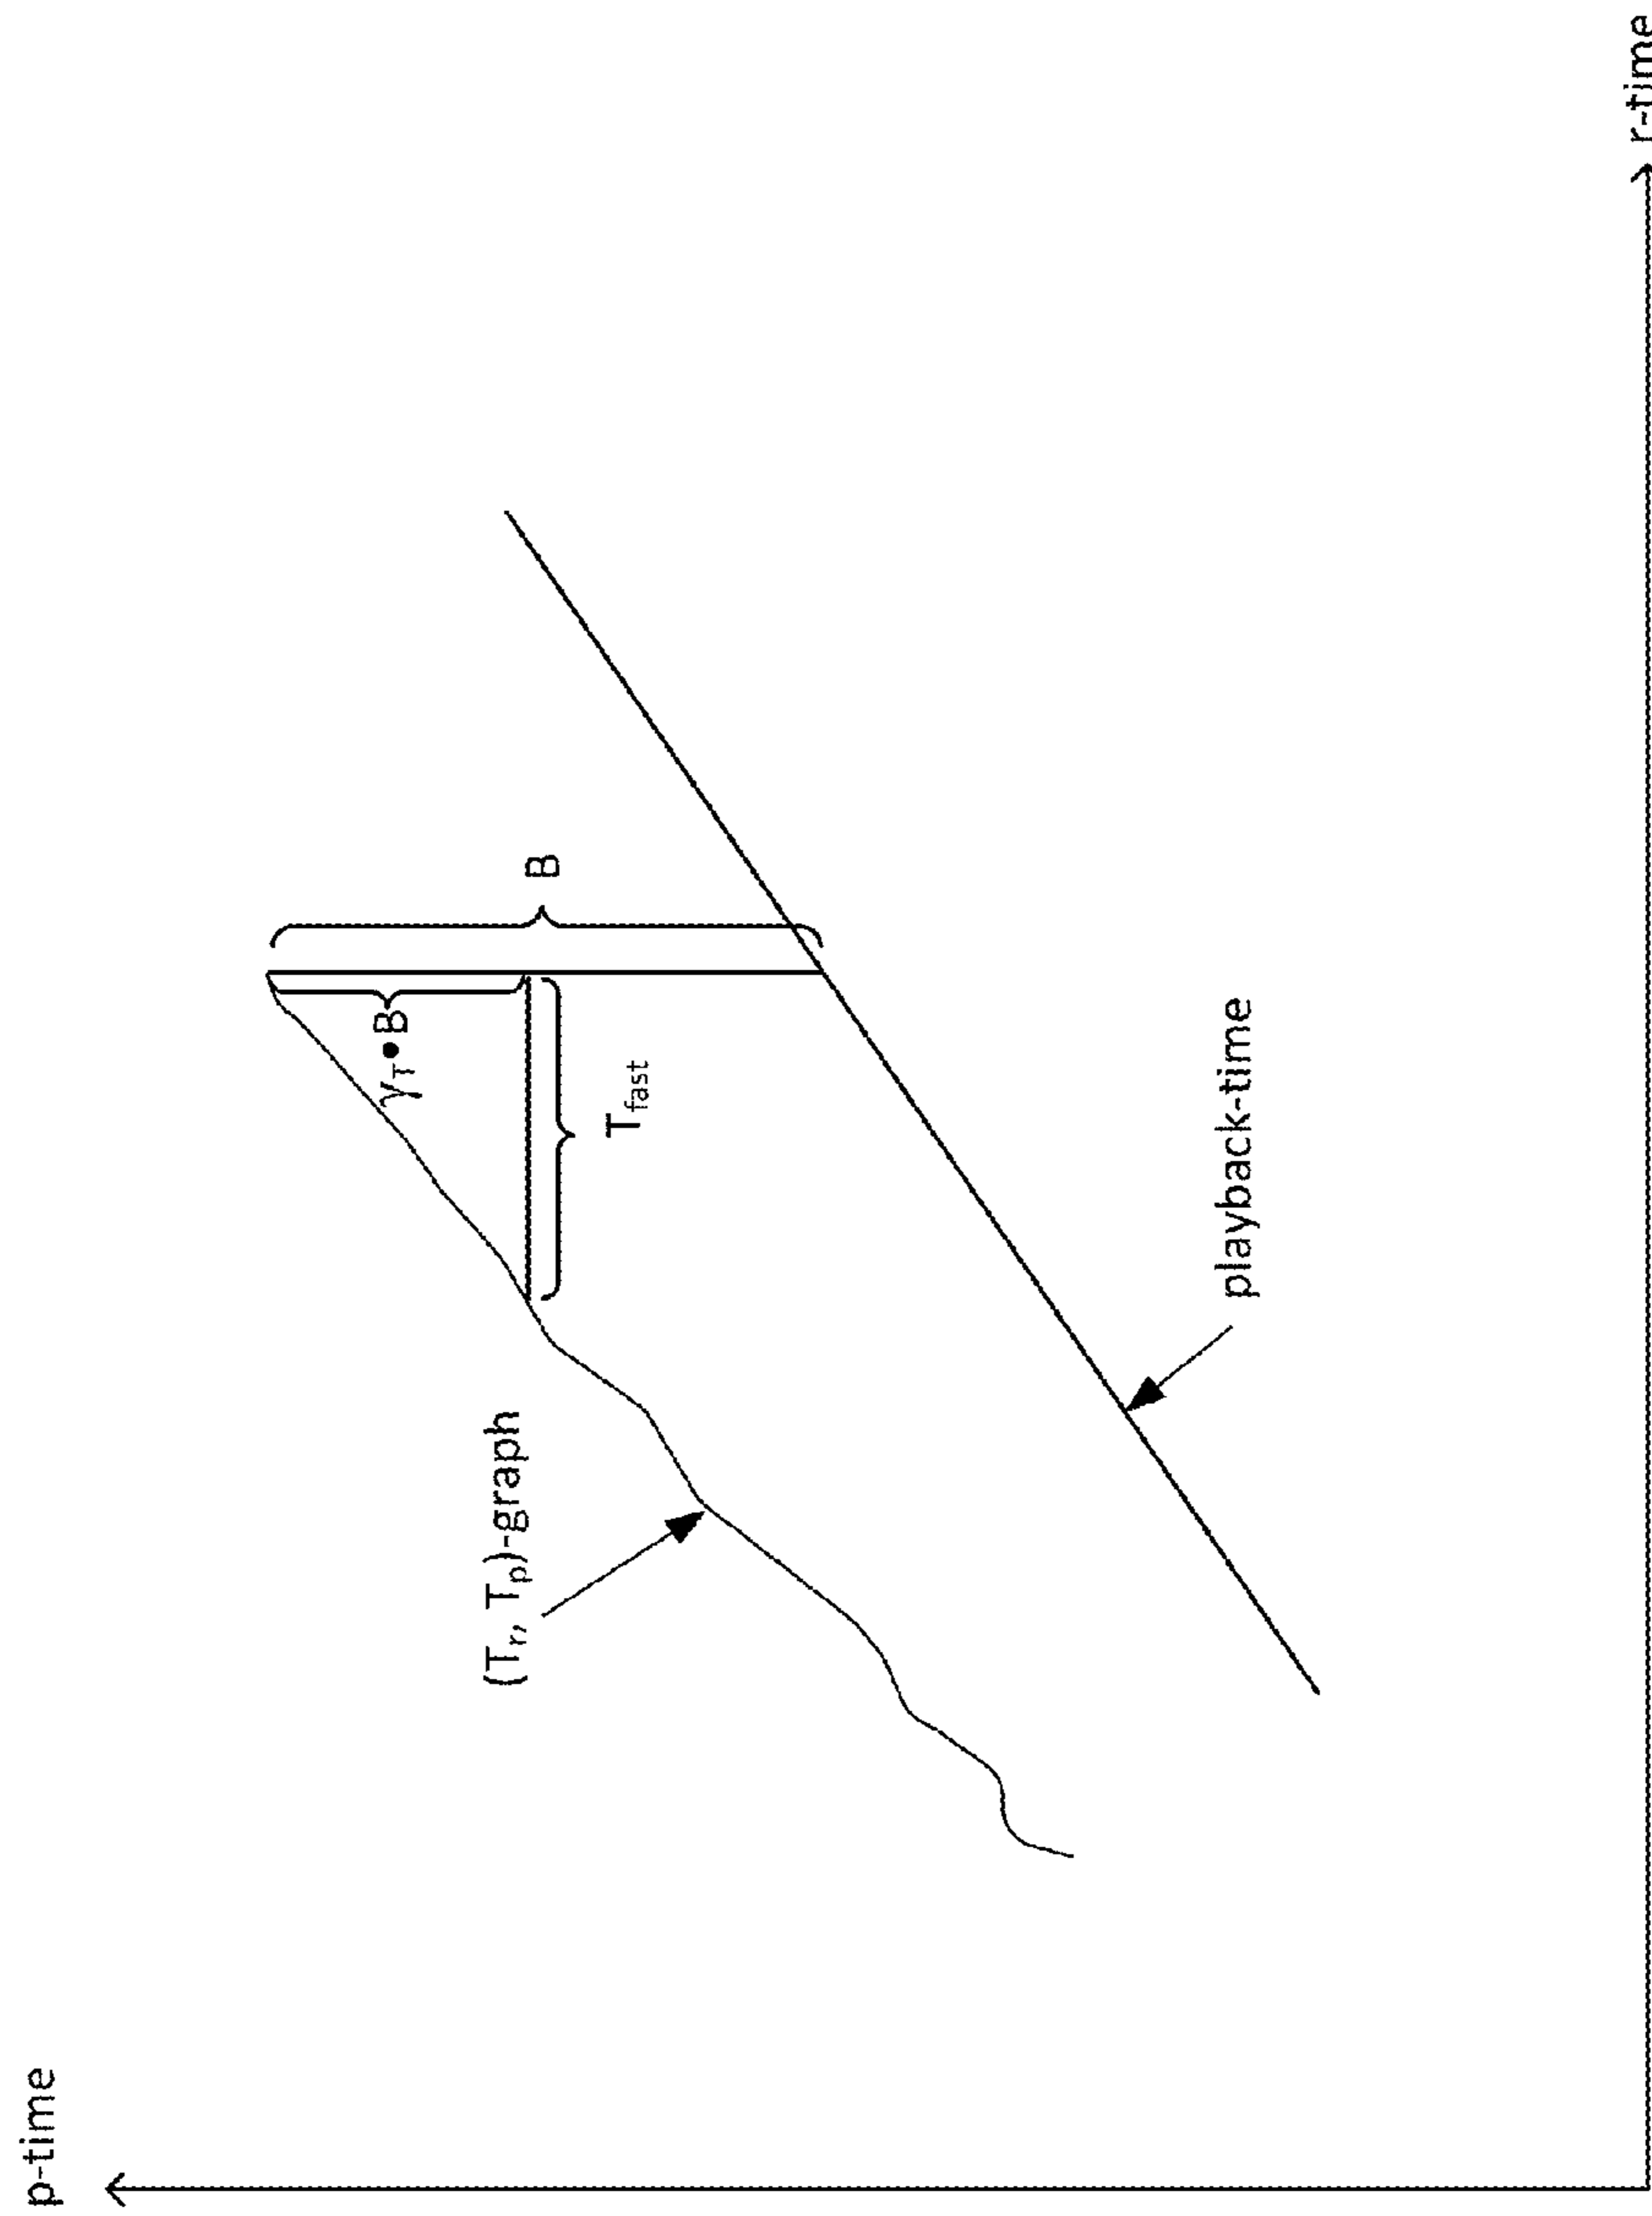 p-time
(Tr, Tp)-graph
γT•B
B
Tfast
playback-time
r-time